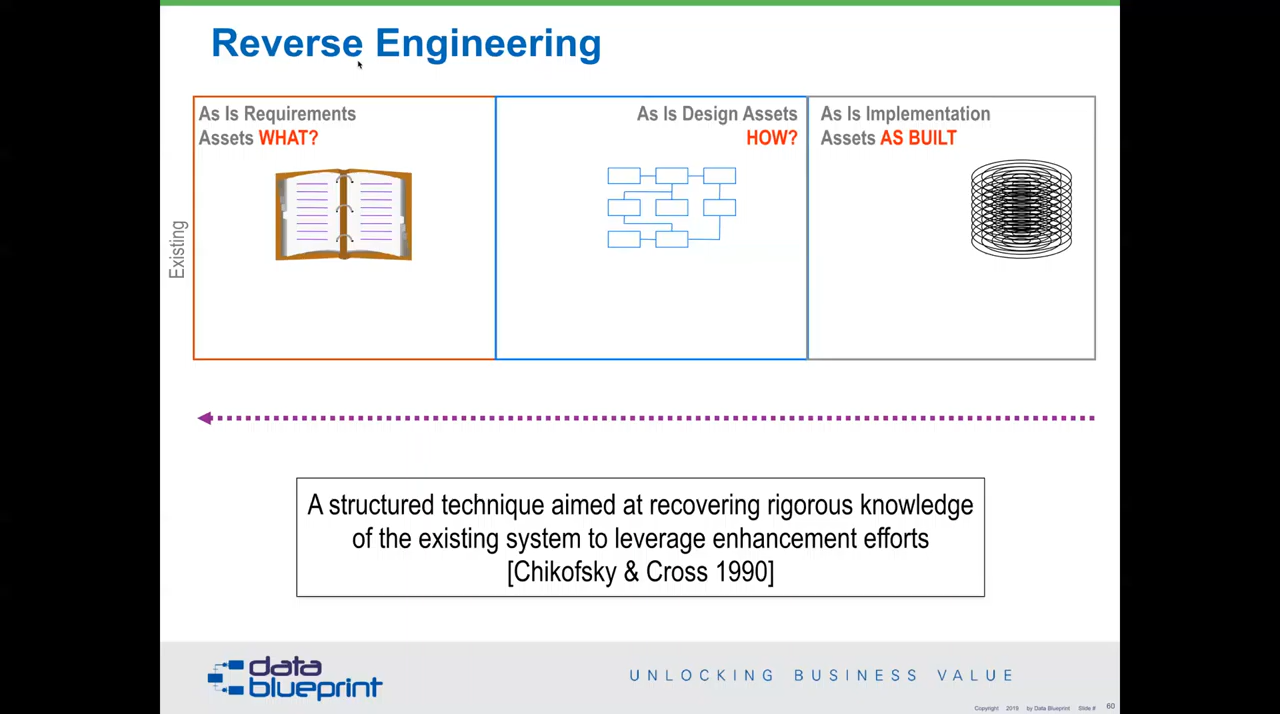 Reverse Engineering
As Is Requirements
Assets WHAT?
As Is Design Assets
HOW?
As Is Implementation
Assets AS BUILT
Existing
A structured technique aimed at recovering rigorous knowledge
of the existing system to leverage enhancement efforts
[Chikofsky & Cross 1990]
data
blueprint
UNLOCKING BUSINESS VALUE
Copyright 2019 by Data Blueprint Slide # 60